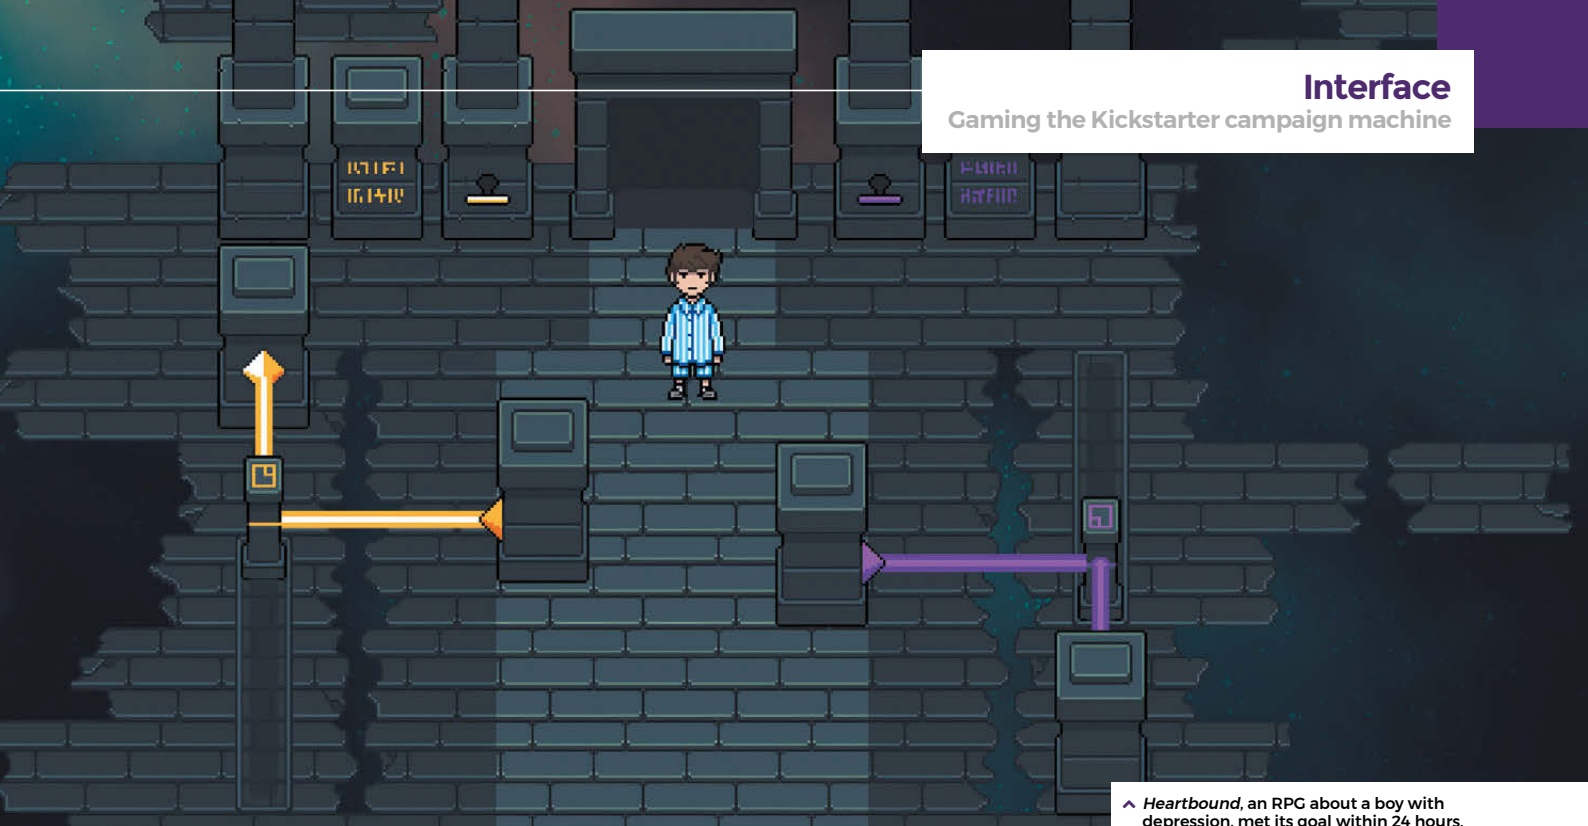 Interface
Gaming the Kickstarter campaign machine
Heartbound, an RPG about a boy with
depression, met its goal within 24 hours.